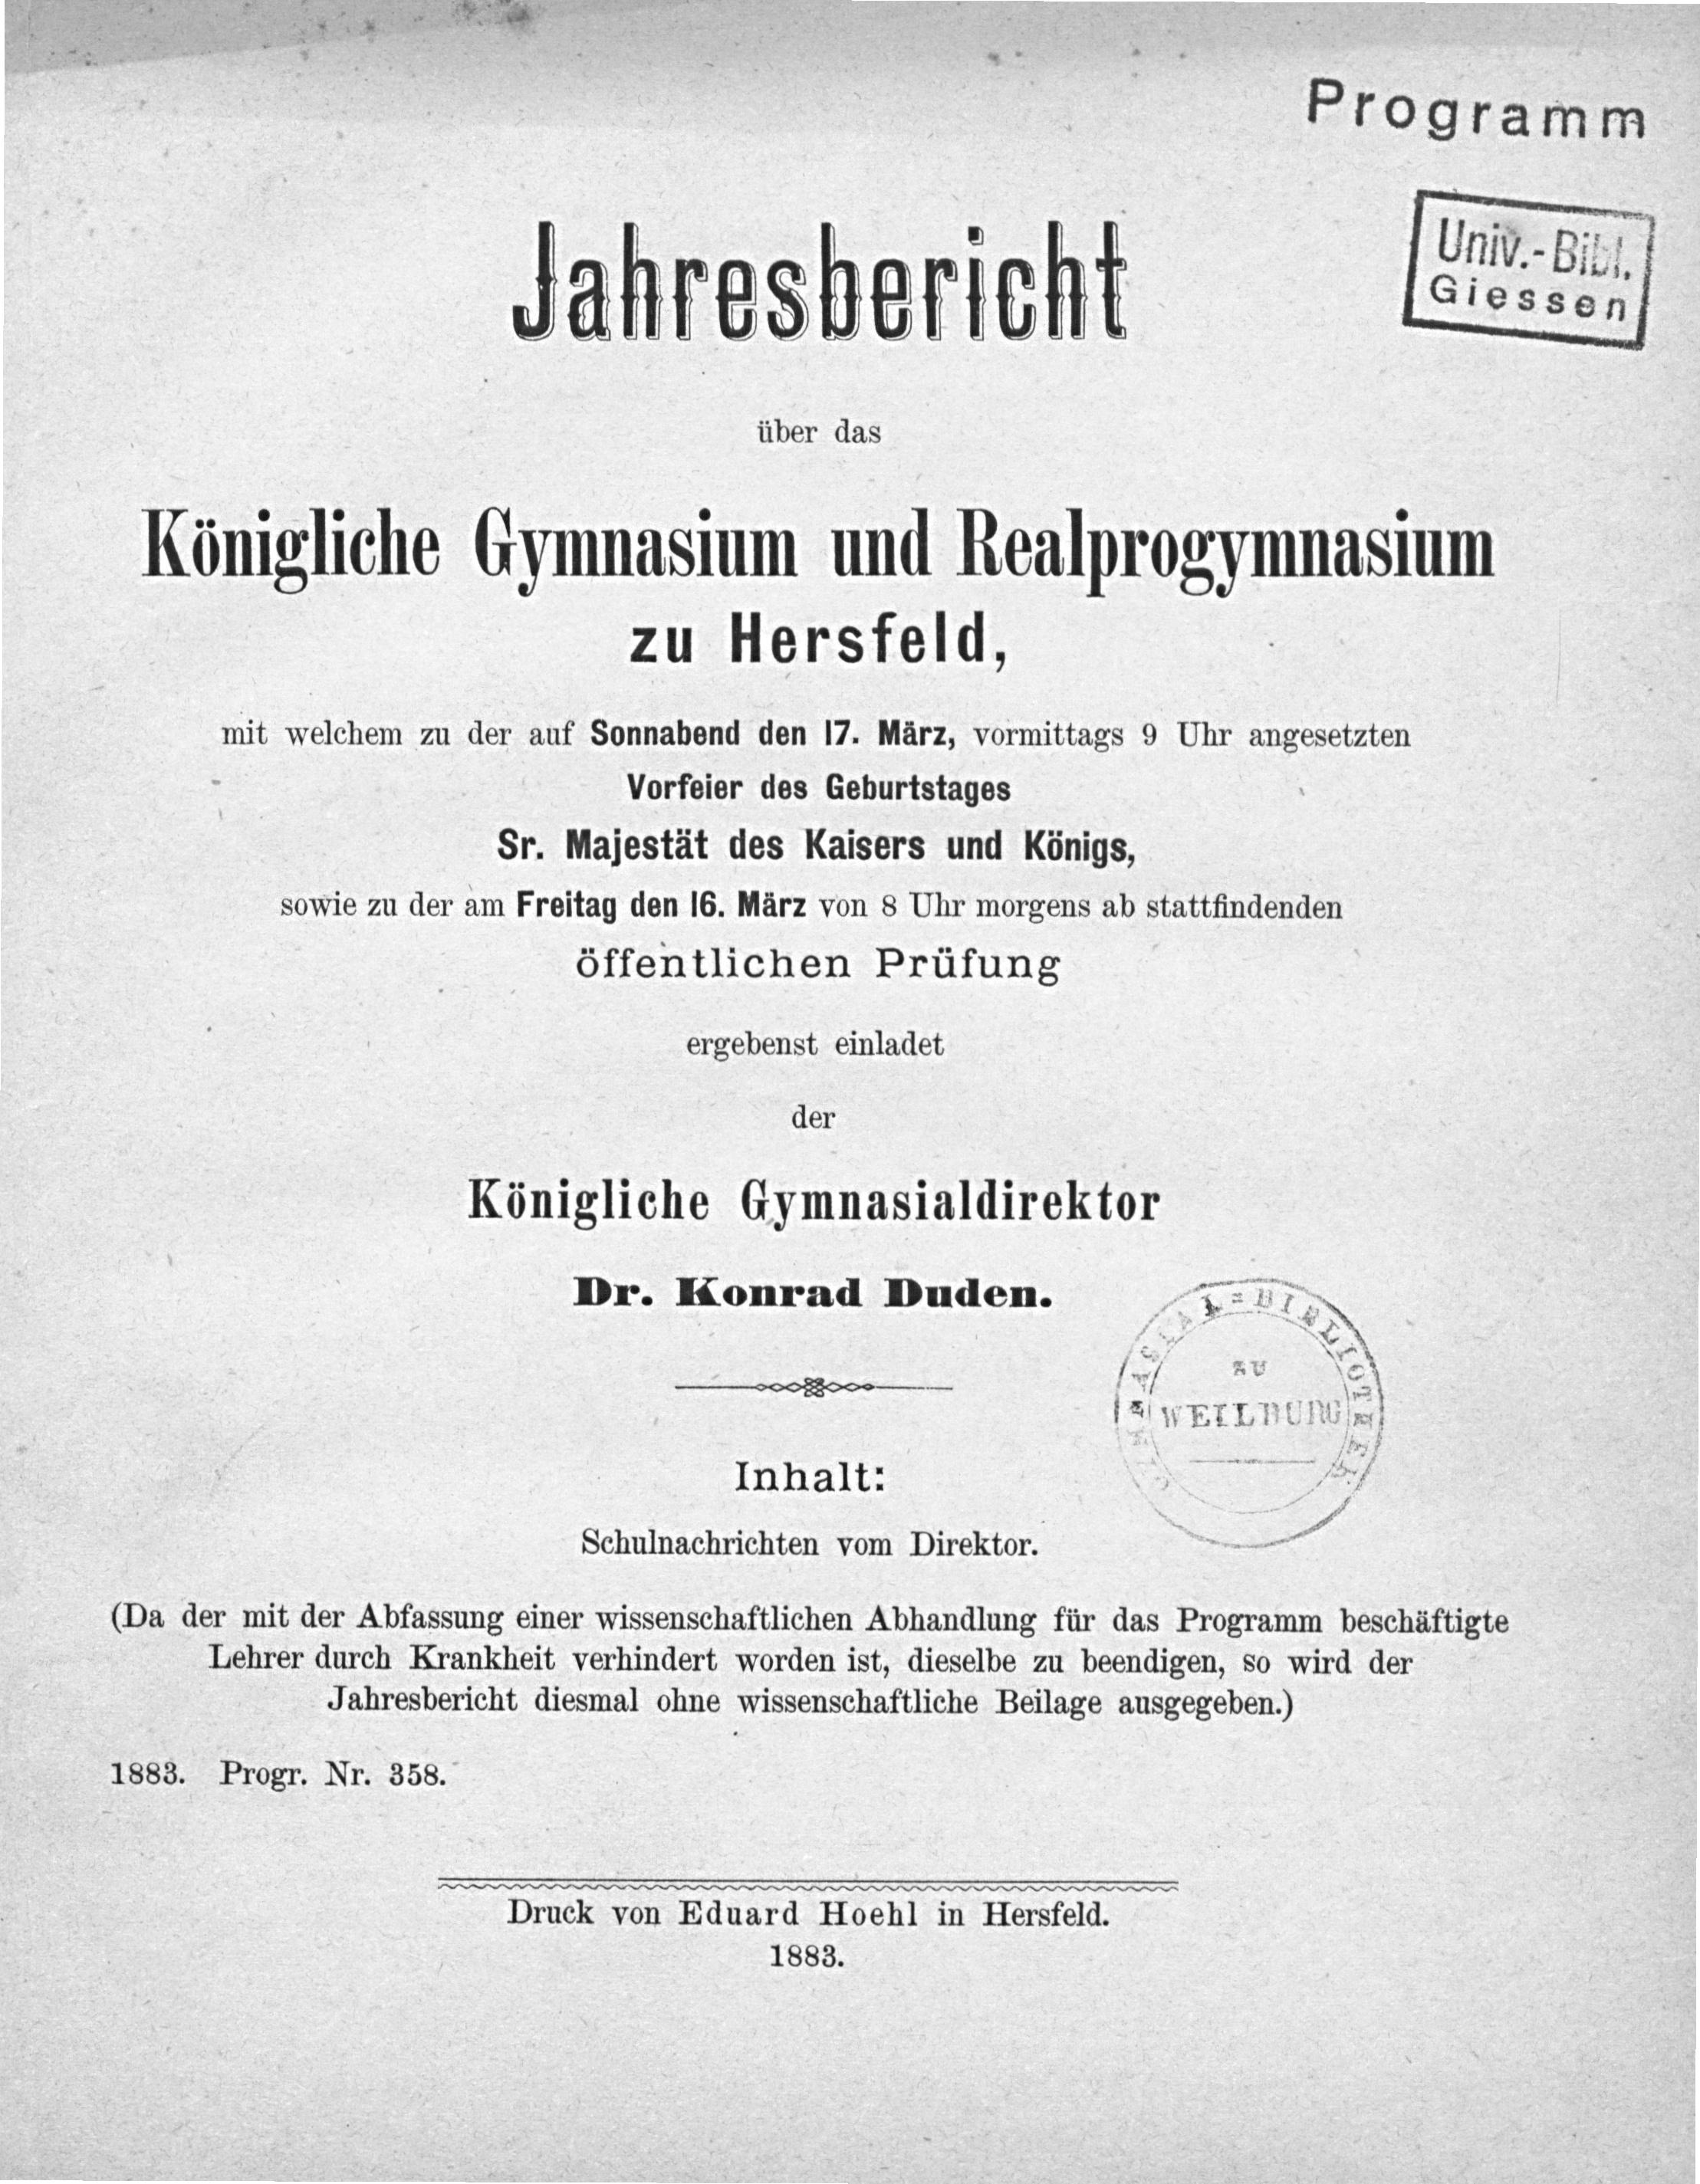 Programm
Univ.-Bibl.
Giessen
Jahresbericht
über das
Königliche Gymnasium und Realprogymnasium
zu Hersfeld,
mit welchem zu der auf Sonnabend den 17. März, vormittags 9 Uhr angesetzten
Vorfeier des Geburtstages
Sr. Majestät des Kaisers und Königs,
sowie zu der am Freitag den 16. März von 8 Uhr morgens ab stattfindenden
öffentlichen Prüfung
ergebenst einladet
der
Königliche Gymnasialdirektor
Dr. Konrad Duden.
ZU
WEILBURG
Inhalt:
Schulnachrichten vom Direktor.
(Da der mit der Abfassung einer wissenschaftlichen Abhandlung für das Programm beschäftigte
Lehrer durch Krankheit verhindert worden ist, dieselbe zu beendigen, so wird der
Jahresbericht diesmal ohne wissenschaftliche Beilage ausgegeben.)
1883. Progr. Nr. 358.
Druck von Eduard Hoehl in Hersfeld.
1883.